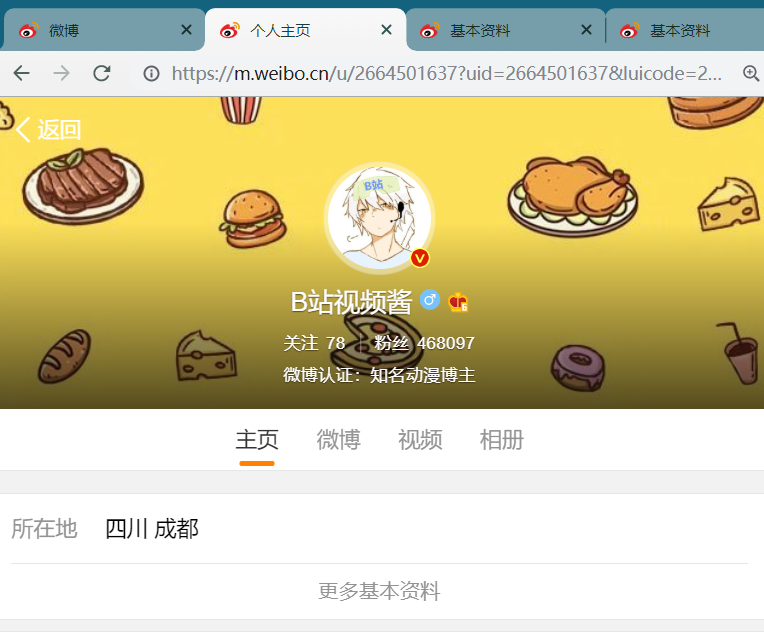 微博
个人主页
基本资料
基本资料
https://m.weibo.cn/u/2664501637?uid=2664501637&luicode=2...
返回
B站
B站视频酱
6
关注 78 | 粉丝 468097
微博认证：知名动漫博主
主页 微博 视频 相册
所在地 四川 成都
更多基本资料